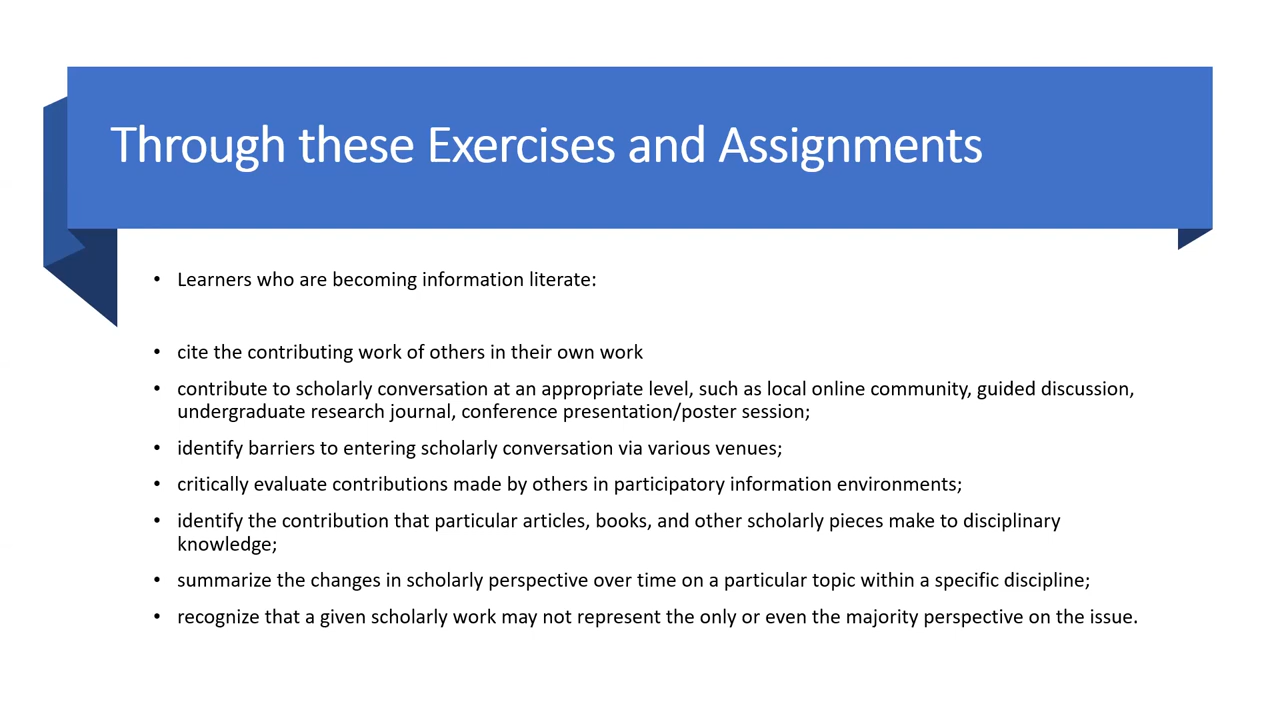 Through these Exercises and Assignments
• Learners who are becoming information literate:
• cite the contributing work of others in their own work
• contribute to scholarly conversation at an appropriate level, such as local online community, guided discussion,
undergraduate research journal, conference presentation/poster session;
• identify barriers to entering scholarly conversation via various venues;
• critically evaluate contributions made by others in participatory information environments;
• identify the contribution that particular articles, books, and other scholarly pieces make to disciplinary
knowledge;
• summarize the changes in scholarly perspective over time on a particular topic within a specific discipline;
• recognize that a given scholarly work may not represent the only or even the majority perspective on the issue.